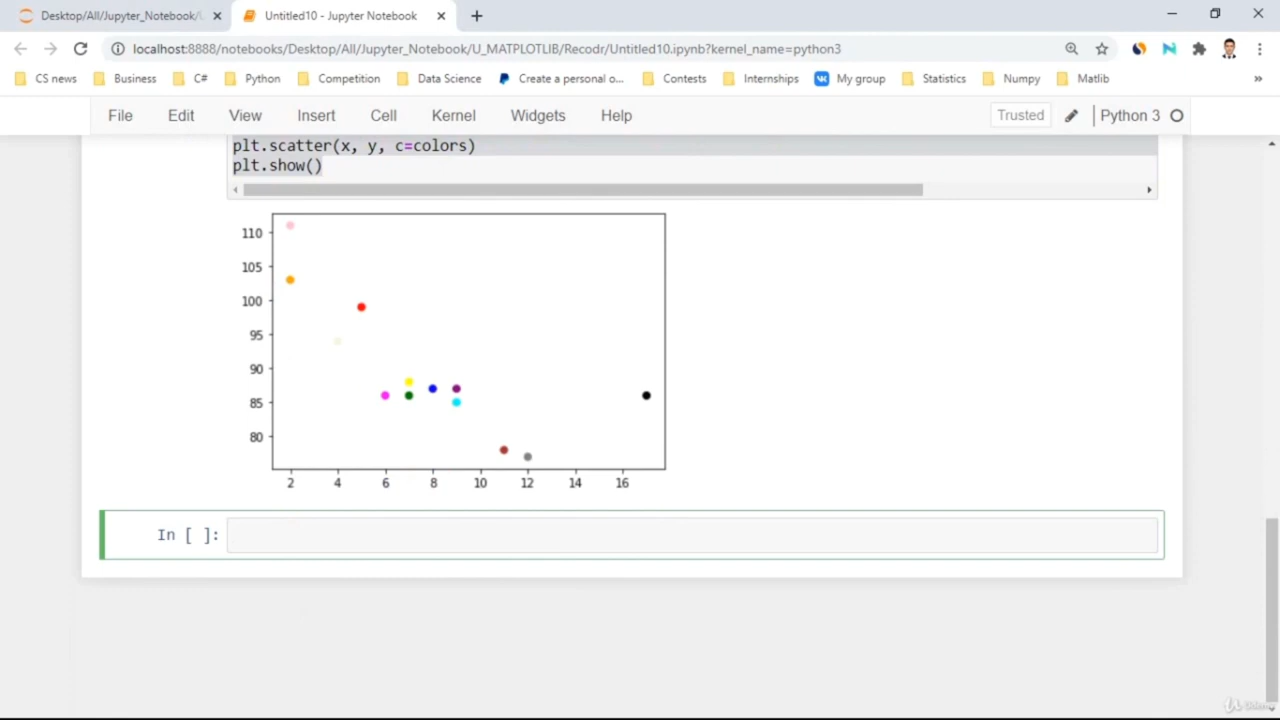 Desktop/All/Jupyter_Notebook/U
Untitled10 - Jupyter Notebook
localhost:8888/notebooks/Desktop/All/Jupyter_Notebook/U_MATPLOTLIB/Recodr/Untitled10.ipynb?kernel_name=python3
CS news Business C# Python Competition Data Science Create a personal o... Contests Internships My group Statistics Numpy Matlib »
File Edit View Insert Cell Kernel Widgets Help Trusted Python 3
plt.scatter(x, y, c=colors)
plt.show()
110
105
100
95
90
85
80
2 4 6 8 10 12 14 16
In [ ]: